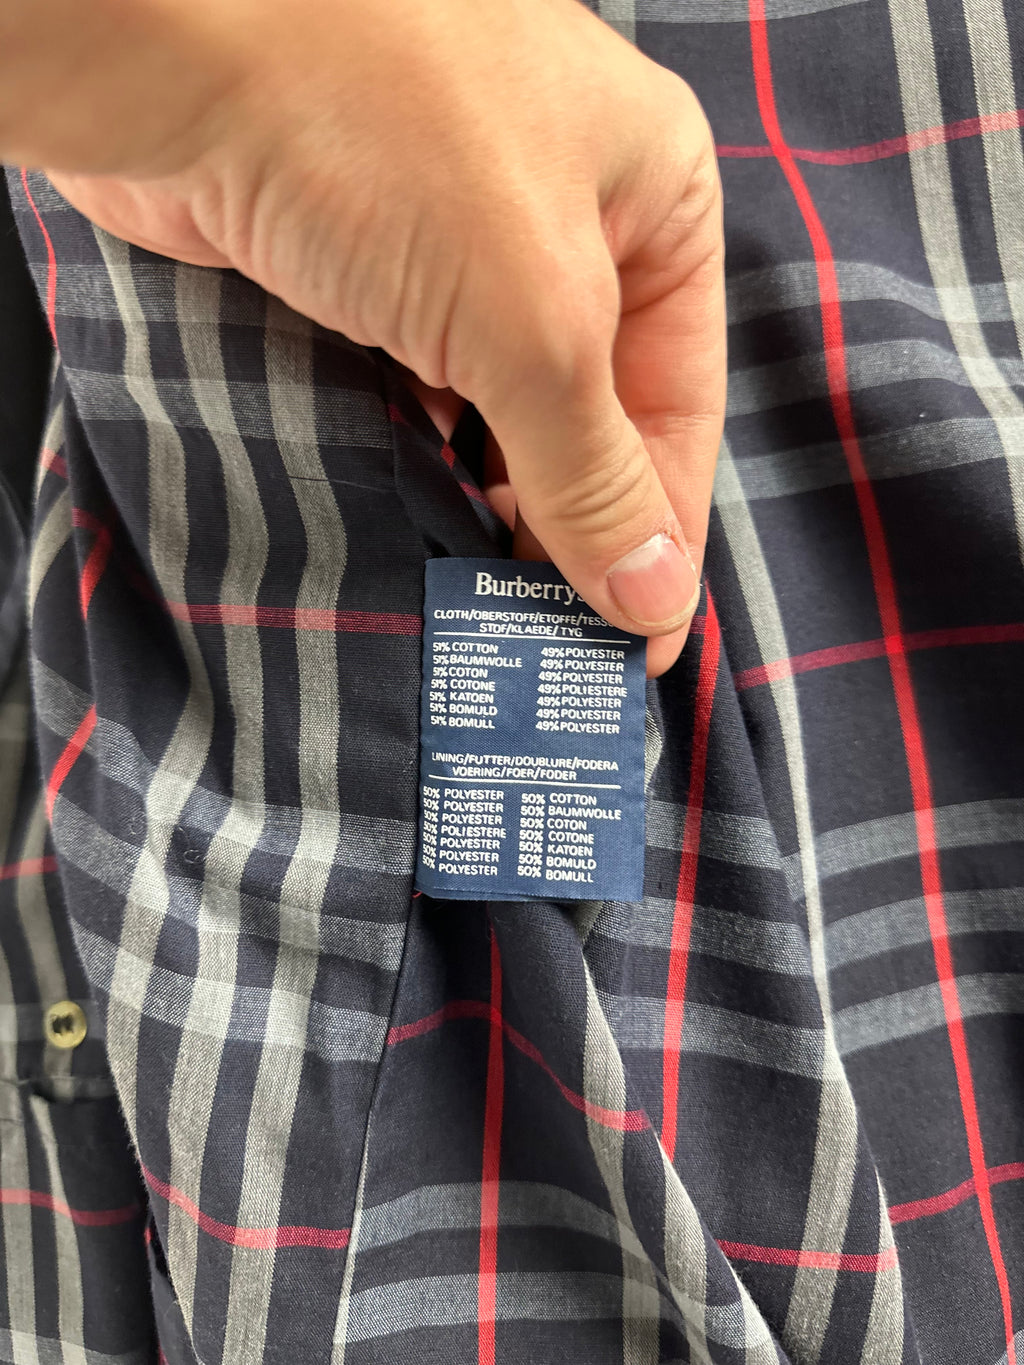 Burberrys
CLOTH/OBERSTOFF/ETOFFE/
STOF/KLAEDE/ TYG
51% COTTON 49% POLYESTER
51% BAUMWOLLE 49% POLYESTER
51% COTON 49% POLYESTER
51% COTONE 49% POLIESTERE
51% KATOEN 49% POLYESTER
51% BOMULD 49% POLYESTER
51% BOMULL 49% POLYESTER
LINING/FUTTER/DOUBLURE/FODERA
VOERING/FOER/FODER
50% POLYESTER 50% COTTON
50% POLYESTER 50% BAUMWOLLE
50% POLYESTER 50% COTON
50% POLIESTERE 50% COTONE
50% POLYESTER 50% KATOEN
50% POLYESTER 50% BOMULD
50% POLYESTER 50% BOMULL